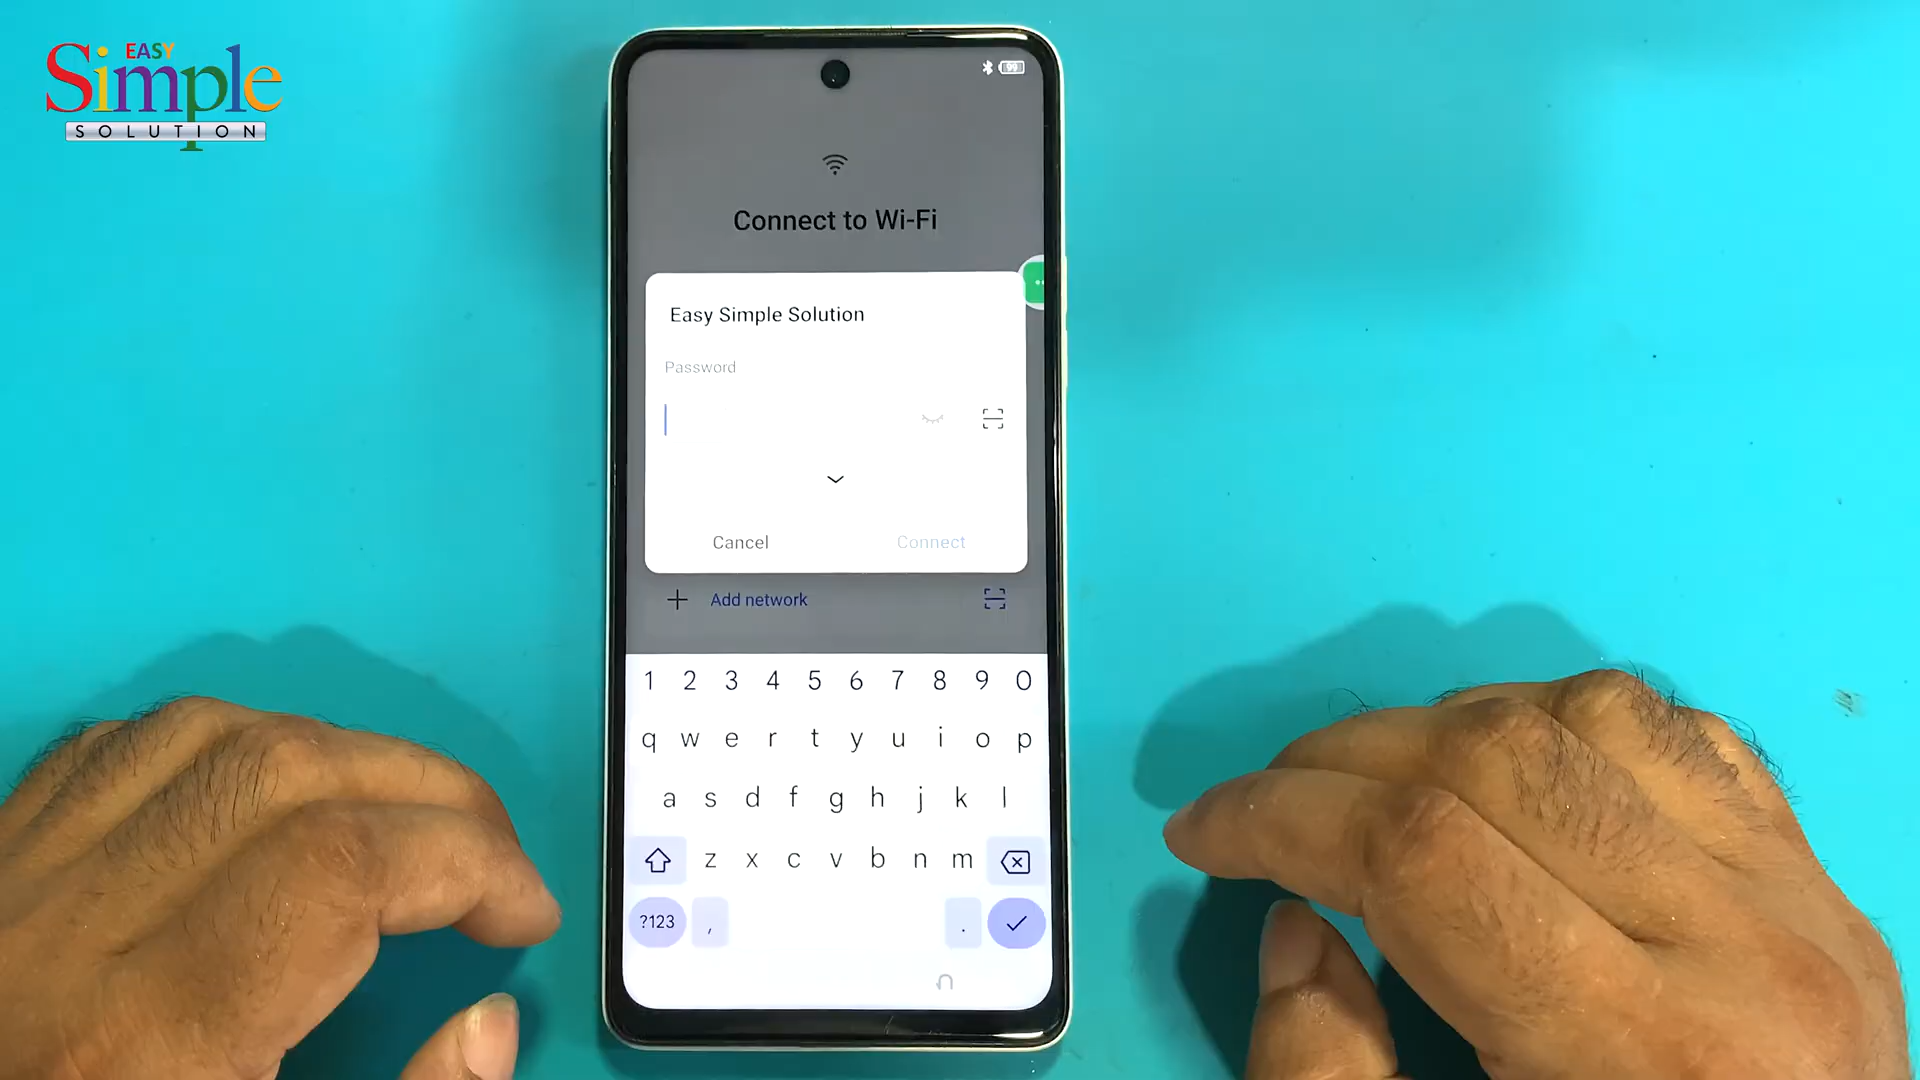 EASY
Simple
SOLUTION
99
Connect to Wi-Fi
Easy Simple Solution
Password
Cancel
Connect
Add network
1 2 3 4 5 6 7 8 9 0
q w e r t y u i o p
a s d f g h j k l
z x c v b n m
?123 , .